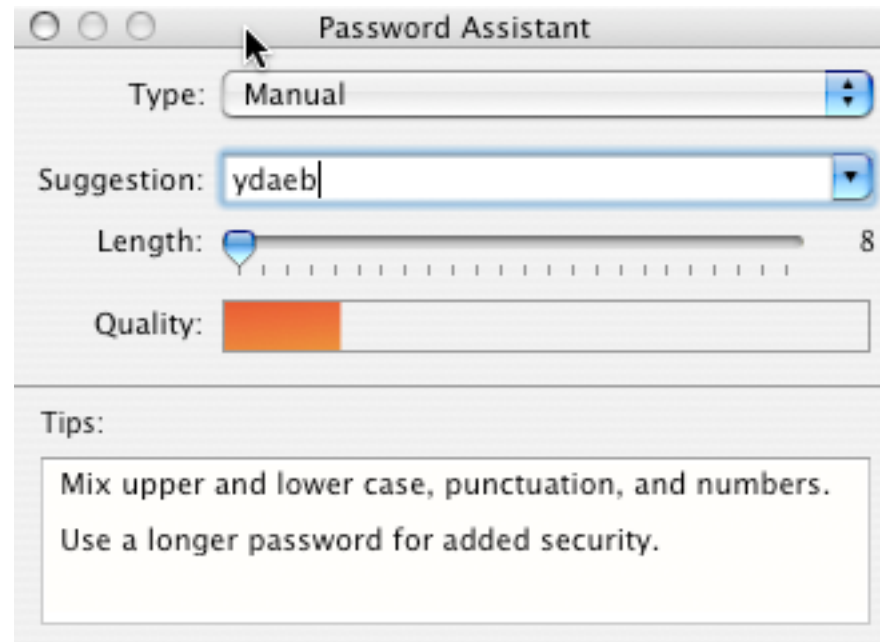 Password Assistant
Type: Manual
Suggestion: ydaeb
Length: 8
Quality:
Tips:
Mix upper and lower case, punctuation, and numbers.
Use a longer password for added security.